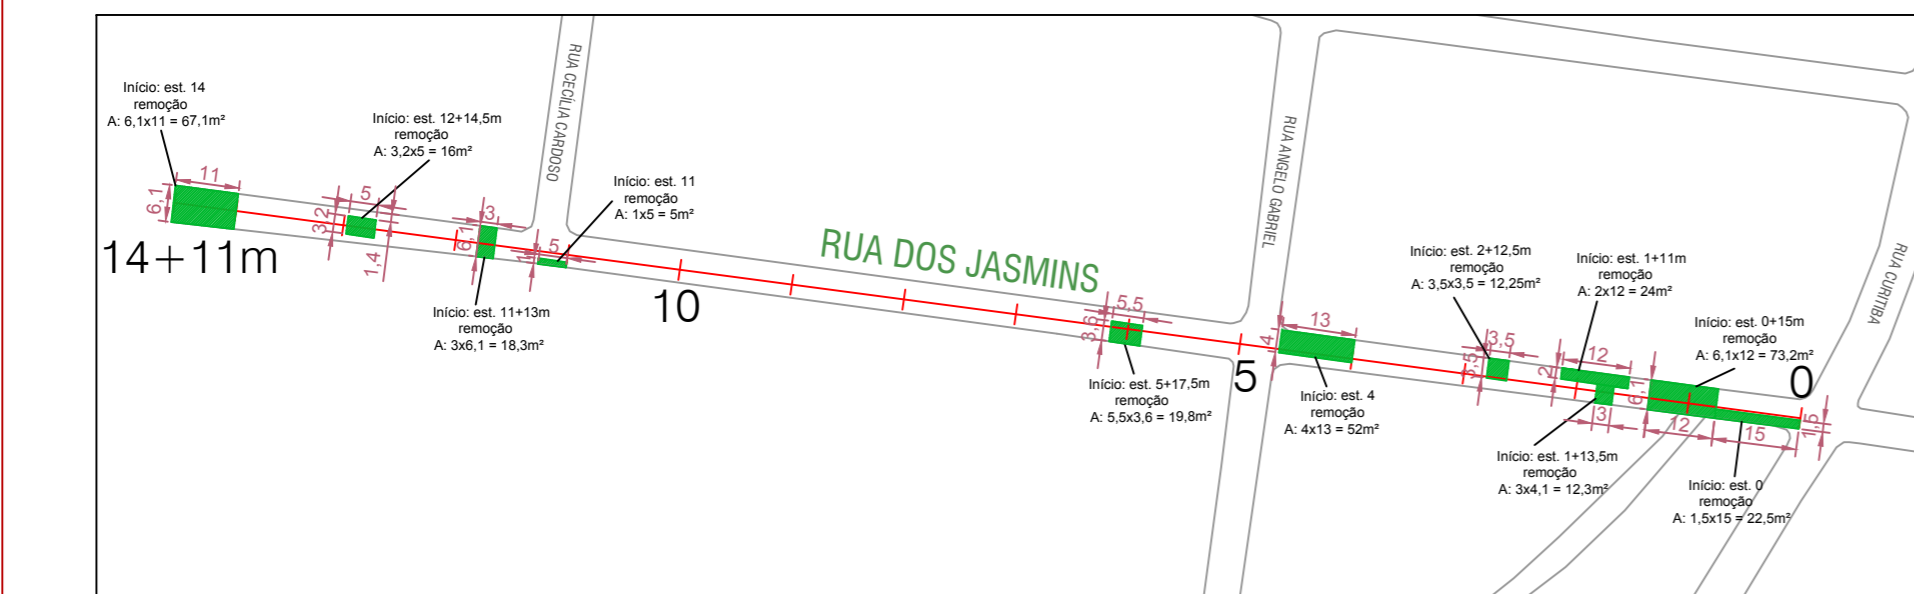 Início: est. 14
remoção
A: 6,1x11 = 67,1m²
11
6,1
14+11m
Início: est. 12+14,5m
remoção
A: 3,2x5 = 16m²
5
3,2
1,4
RUA CECÍLIA CARDOSO
3
6,1
Início: est. 11+13m
remoção
A: 3x6,1 = 18,3m²
Início: est. 11
remoção
A: 1x5 = 5m²
5
1
10
RUA DOS JASMINS
5,5
3,6
Início: est. 5+17,5m
remoção
A: 5,5x3,6 = 19,8m²
RUA ANGELO GABRIEL
5
13
4
Início: est. 4
remoção
A: 4x13 = 52m²
Início: est. 2+12,5m
remoção
A: 3,5x3,5 = 12,25m²
3,5
3,5
Início: est. 1+11m
remoção
A: 2x12 = 24m²
12
2
3
Início: est. 1+13,5m
remoção
A: 3x4,1 = 12,3m²
Início: est. 0+15m
remoção
A: 6,1x12 = 73,2m²
6,1
12
15
0
1,5
Início: est. 0
remoção
A: 1,5x15 = 22,5m²
RUA CURITIBA